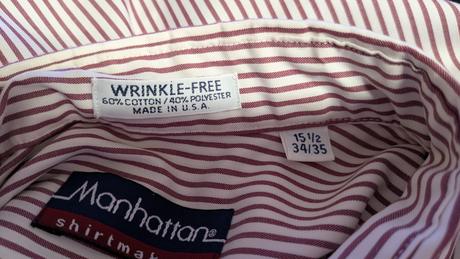 WRINKLE-FREE
60% COTTON / 40% POLYESTER
MADE IN U.S.A.
15 1/2
34/35
Manhattan®